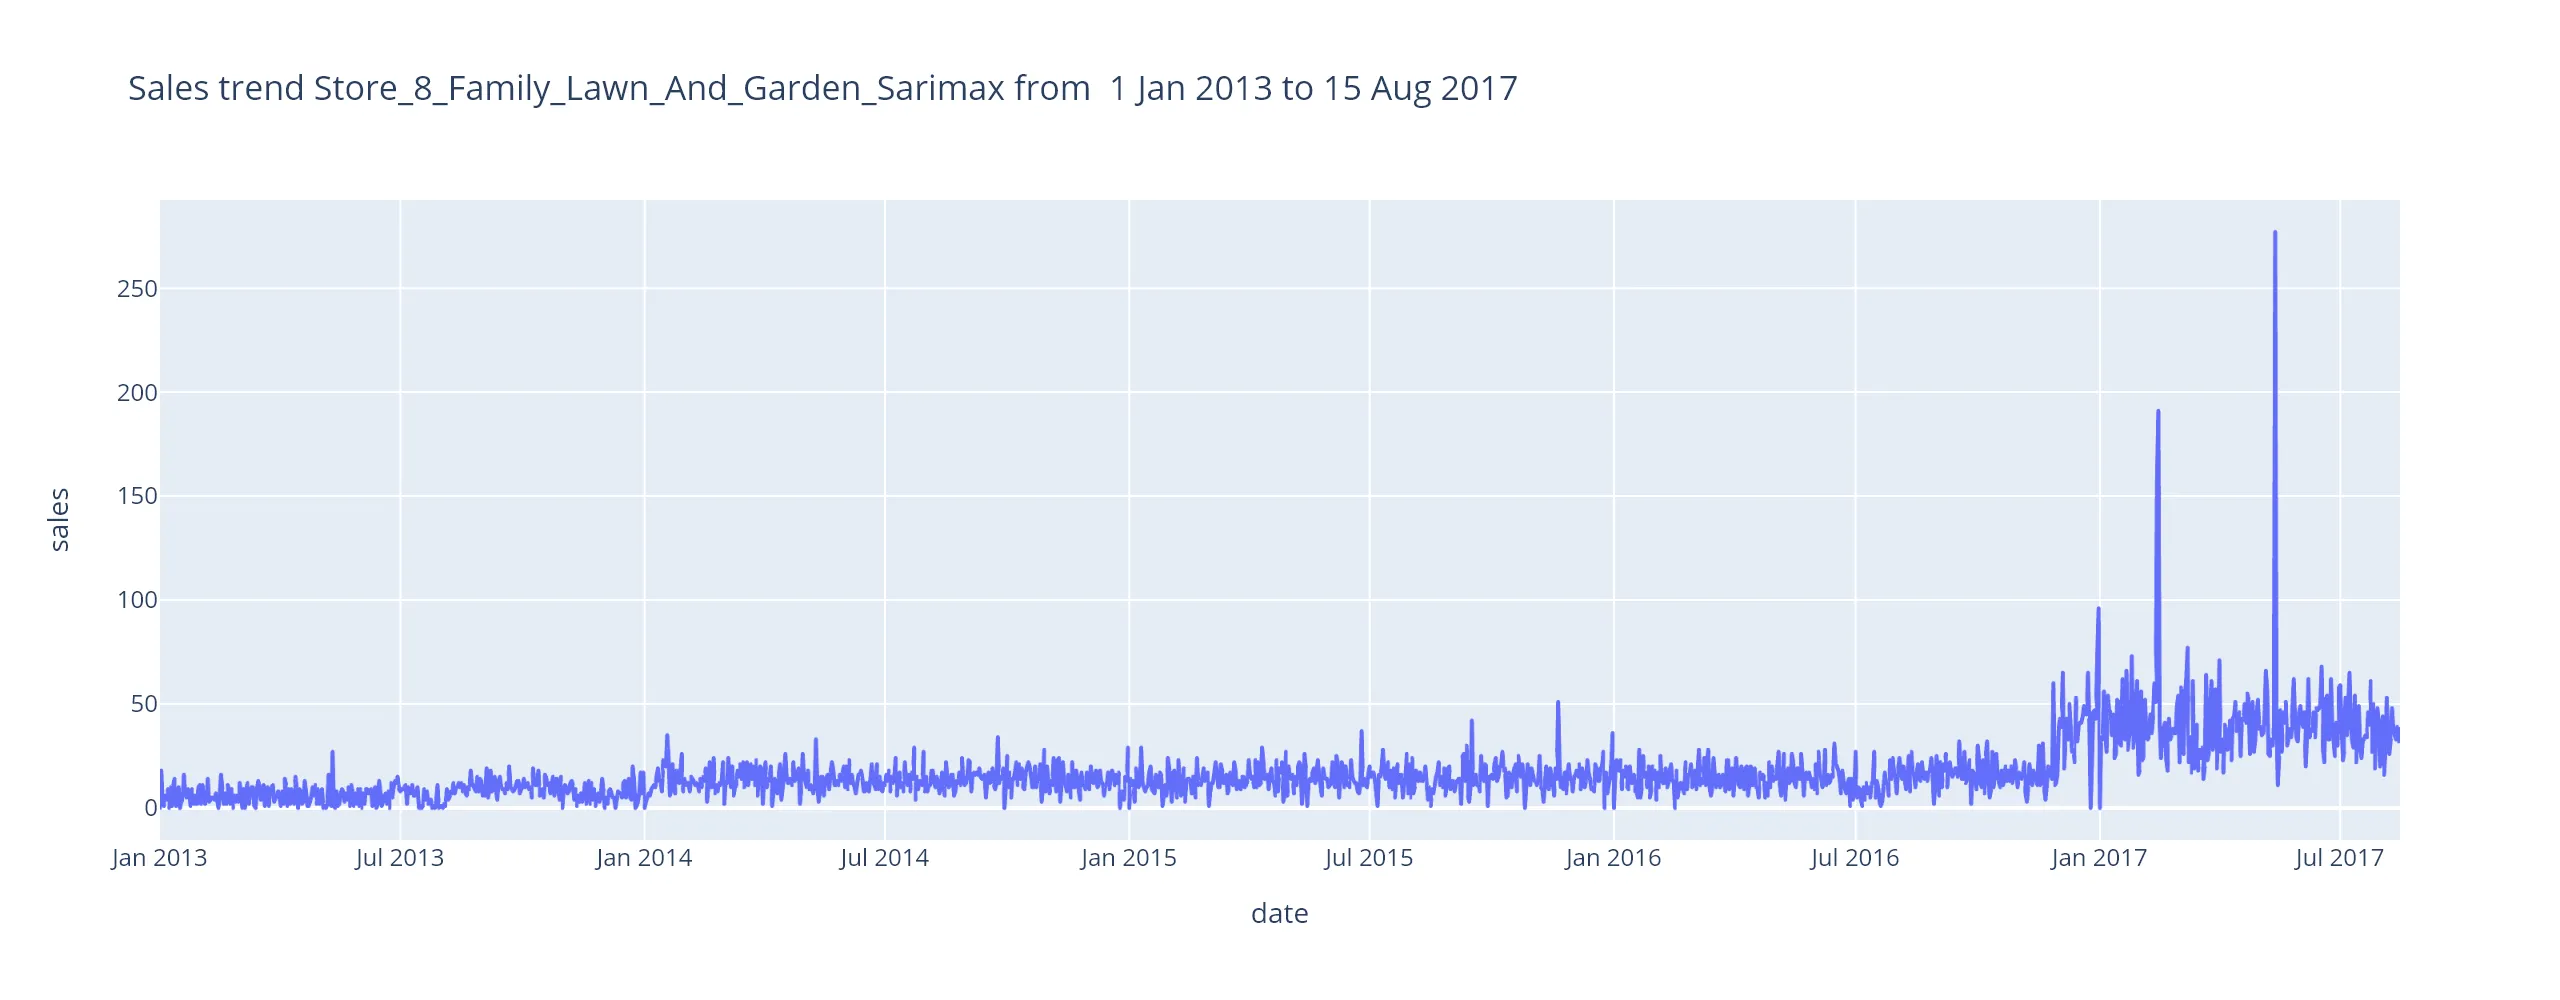 Sales trend Store_8_Family_Lawn_And_Garden_Sarimax from  1 Jan 2013 to 15 Aug 2017
250
200
150
100
50
0
sales
Jan 2013 Jul 2013 Jan 2014 Jul 2014 Jan 2015 Jul 2015 Jan 2016 Jul 2016 Jan 2017 Jul 2017
date